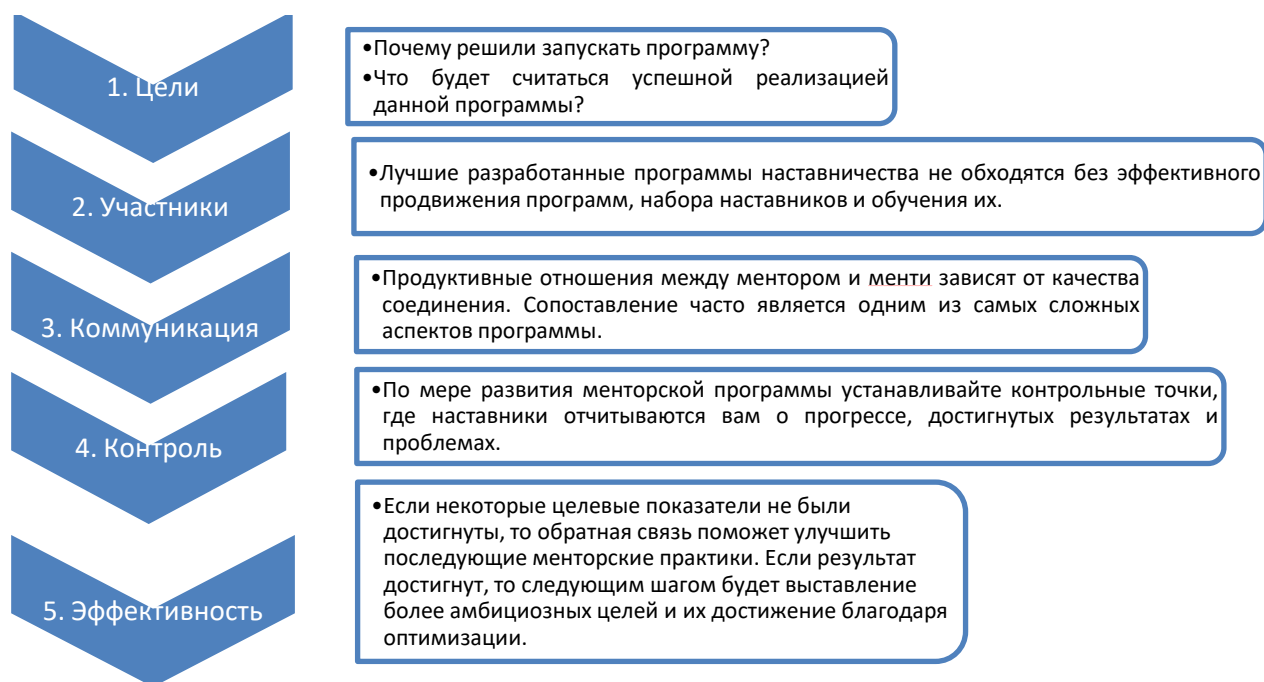 1. Цели
•Почему решили запускать программу?
•Что будет считаться успешной реализацией
данной программы?
2. Участники
•Лучшие разработанные программы наставничества не обходятся без эффективного
продвижения программ, набора наставников и обучения их.
3. Коммуникация
•Продуктивные отношения между ментором и менти зависят от качества
соединения. Сопоставление часто является одним из самых сложных
аспектов программы.
4. Контроль
•По мере развития менторской программы устанавливайте контрольные точки,
где наставники отчитываются вам о прогрессе, достигнутых результатах и
проблемах.
5. Эффективность
•Если некоторые целевые показатели не были
достигнуты, то обратная связь поможет улучшить
последующие менторские практики. Если результат
достигнут, то следующим шагом будет выставление
более амбициозных целей и их достижение благодаря
оптимизации.